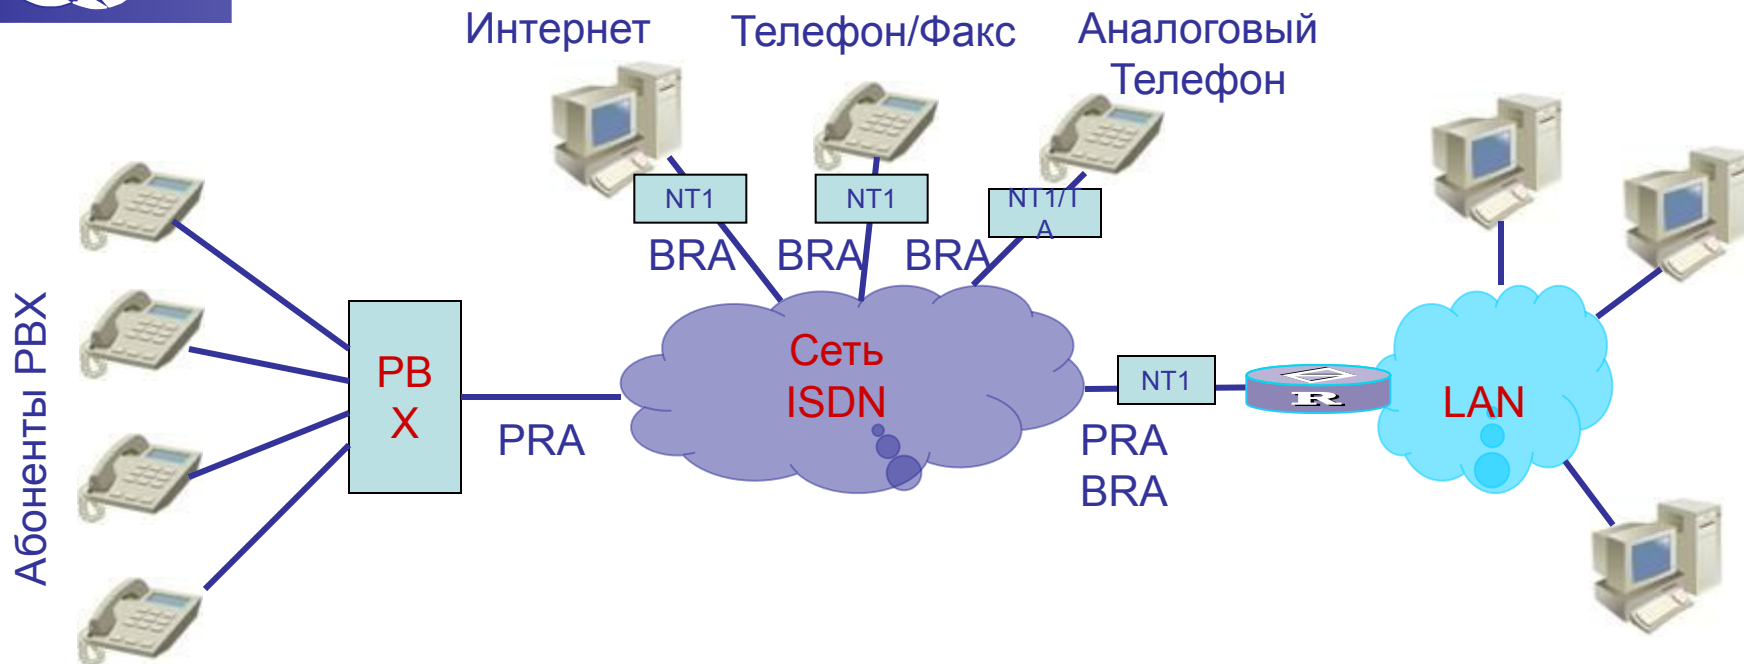 Интернет
Телефон/Факс
Аналоговый
Телефон
NT1
NT1
NT1/T
A
BRA
BRA
BRA
Абоненты PBX
PB
X
PRA
Сеть
ISDN
NT1
R
LAN
PRA
BRA